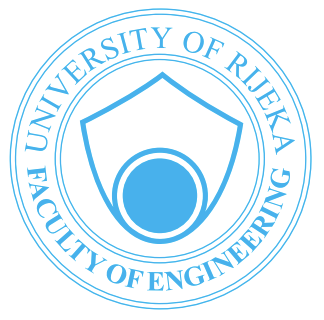 UNIVERSITY OF RIJEKA
FACULTY OF ENGINEERING